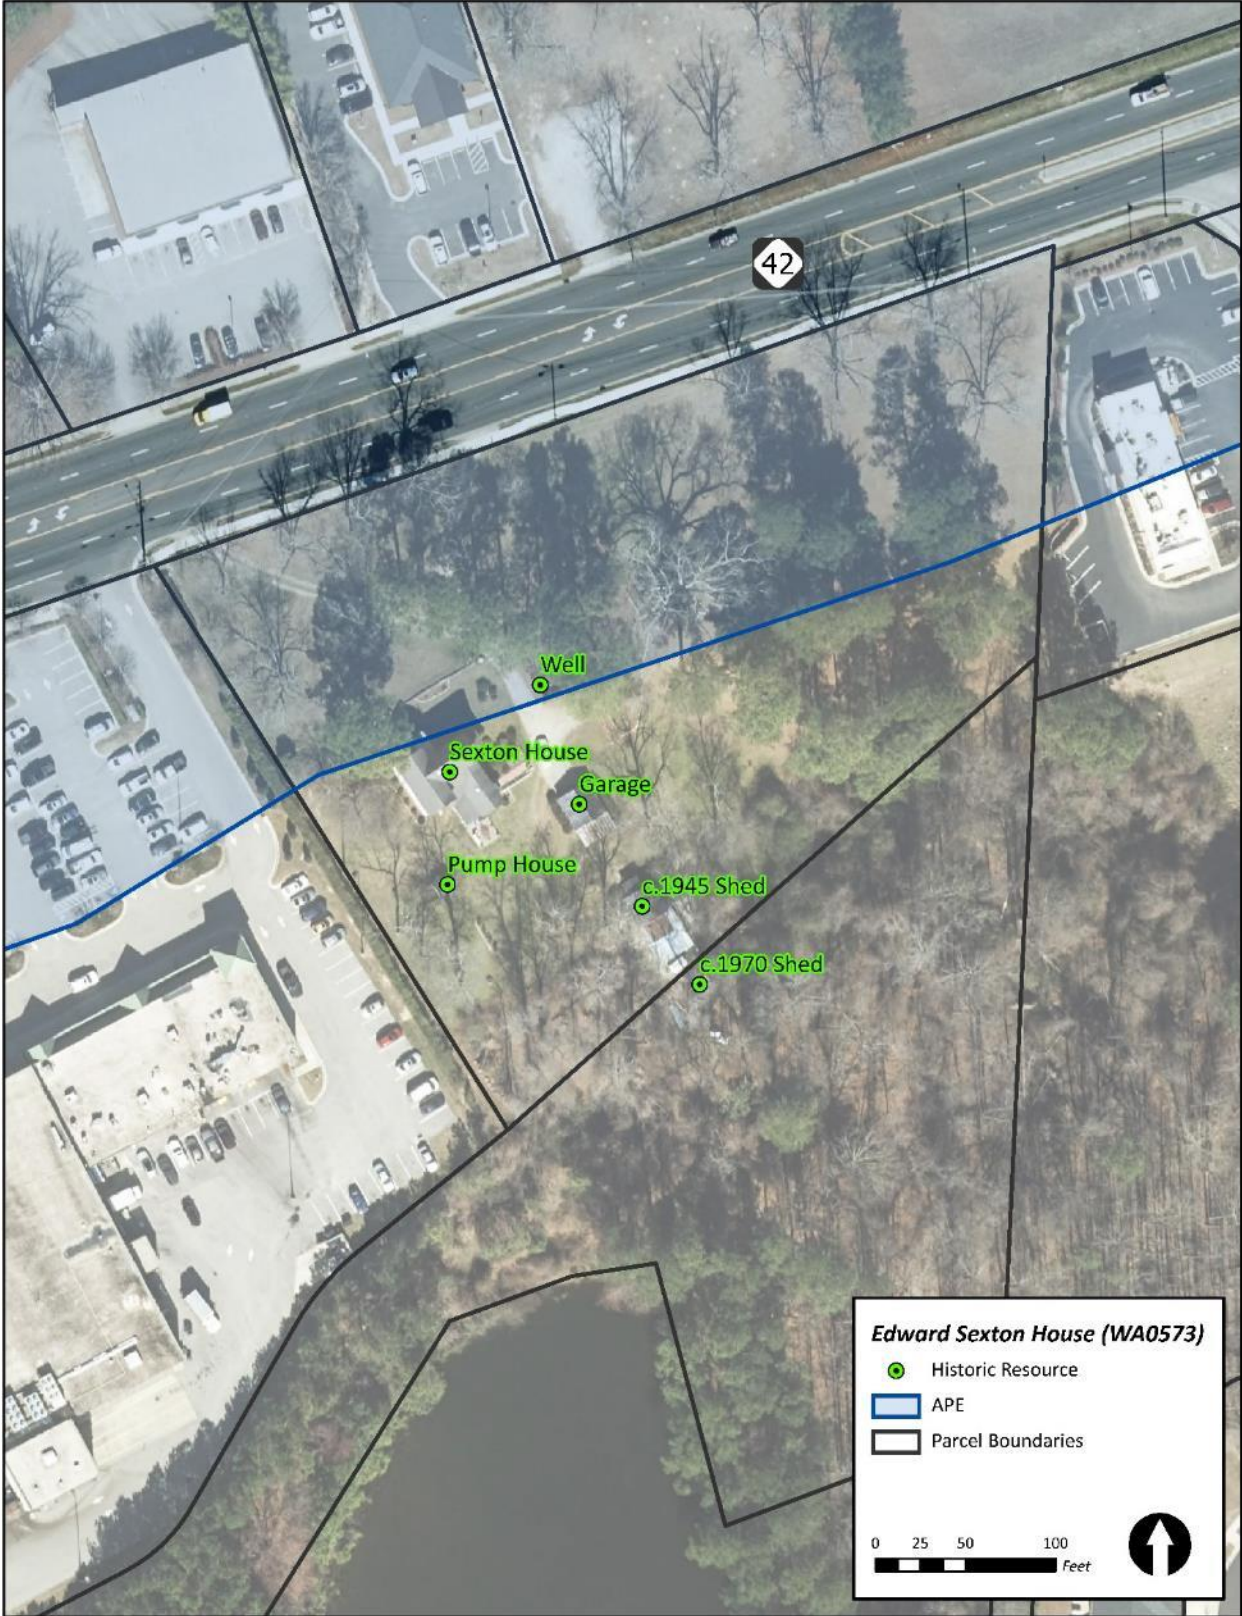 42
Well
Sexton House
Garage
Pump House
c.1945 Shed
c.1970 Shed
Edward Sexton House (WA0573)
Historic Resource
APE
Parcel Boundaries
0 25 50 100
Feet